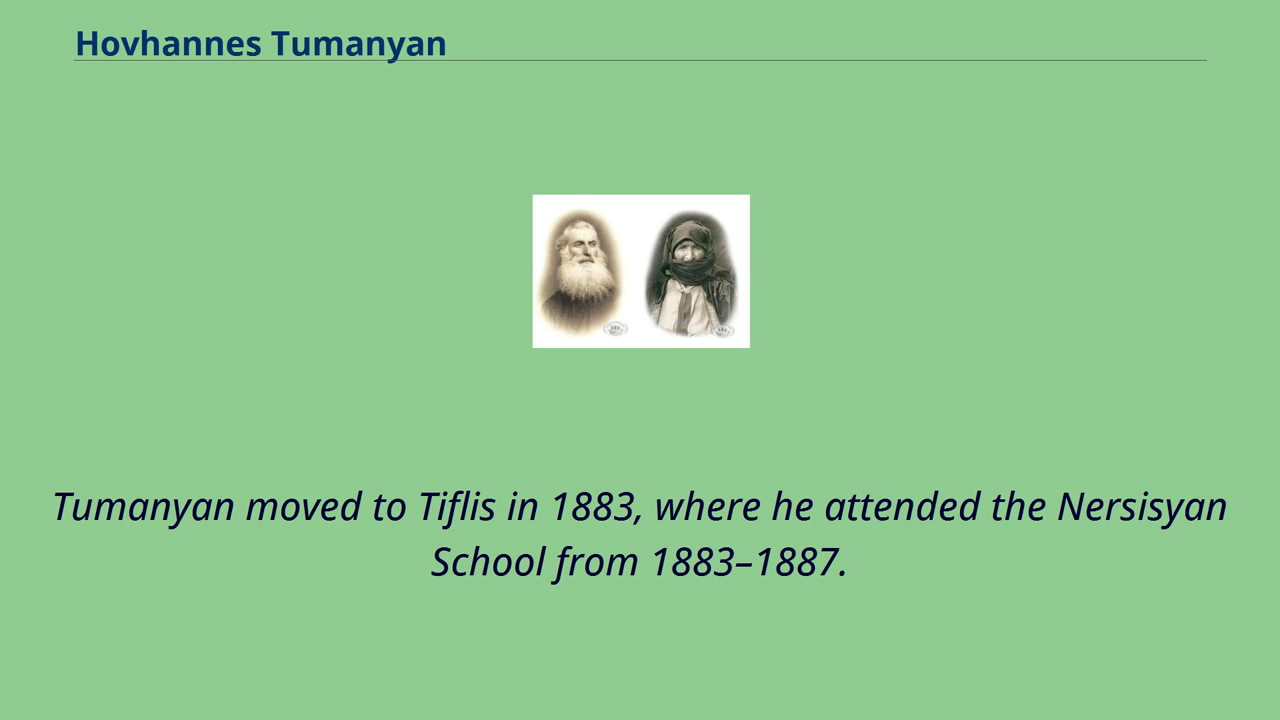 Hovhannes Tumanyan
Tumanyan moved to Tiflis in 1883, where he attended the Nersisyan
School from 1883–1887.